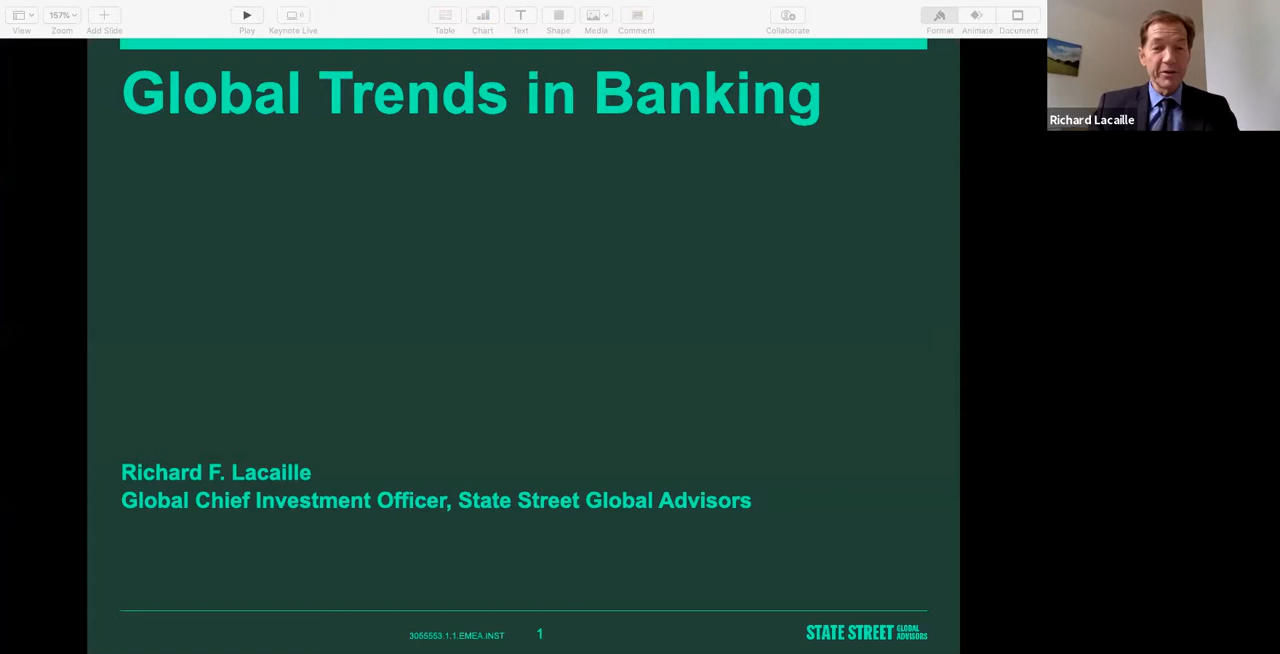 157%
View
Zoom
Add Slide
Play
Keynote Live
Table
Chart
Text
Shape
Media
Comment
Collaborate
Format
Animate
Document
Richard Lacaille
Global Trends in Banking
Richard F. Lacaille
Global Chief Investment Officer, State Street Global Advisors
3055553.1.1.EMEA.INST
1
STATE STREET GLOBAL
ADVISORS